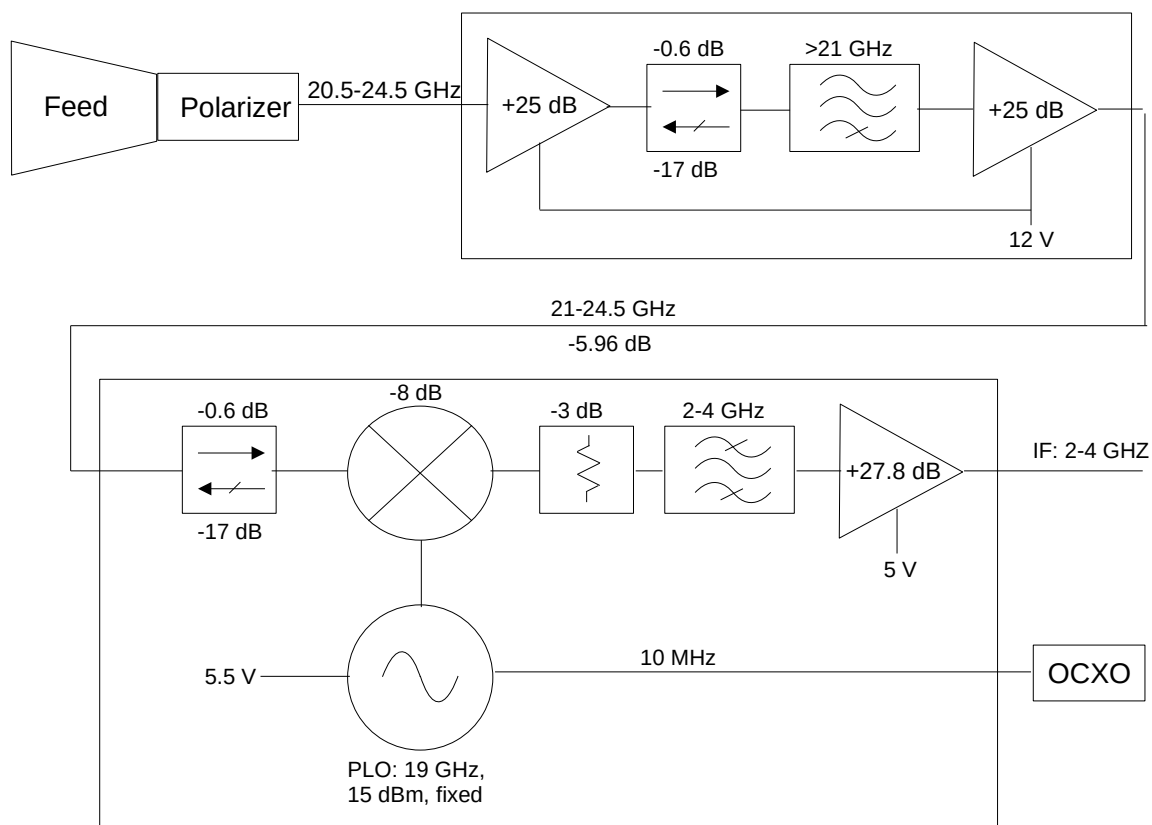 Feed
Polarizer
20.5-24.5 GHz
+25 dB
-0.6 dB
-17 dB
>21 GHz
+25 dB
12 V
21-24.5 GHz
-5.96 dB
-0.6 dB
-17 dB
-8 dB
-3 dB
2-4 GHz
+27.8 dB
5 V
IF: 2-4 GHZ
5.5 V
PLO: 19 GHz,
15 dBm, fixed
10 MHz
OCXO